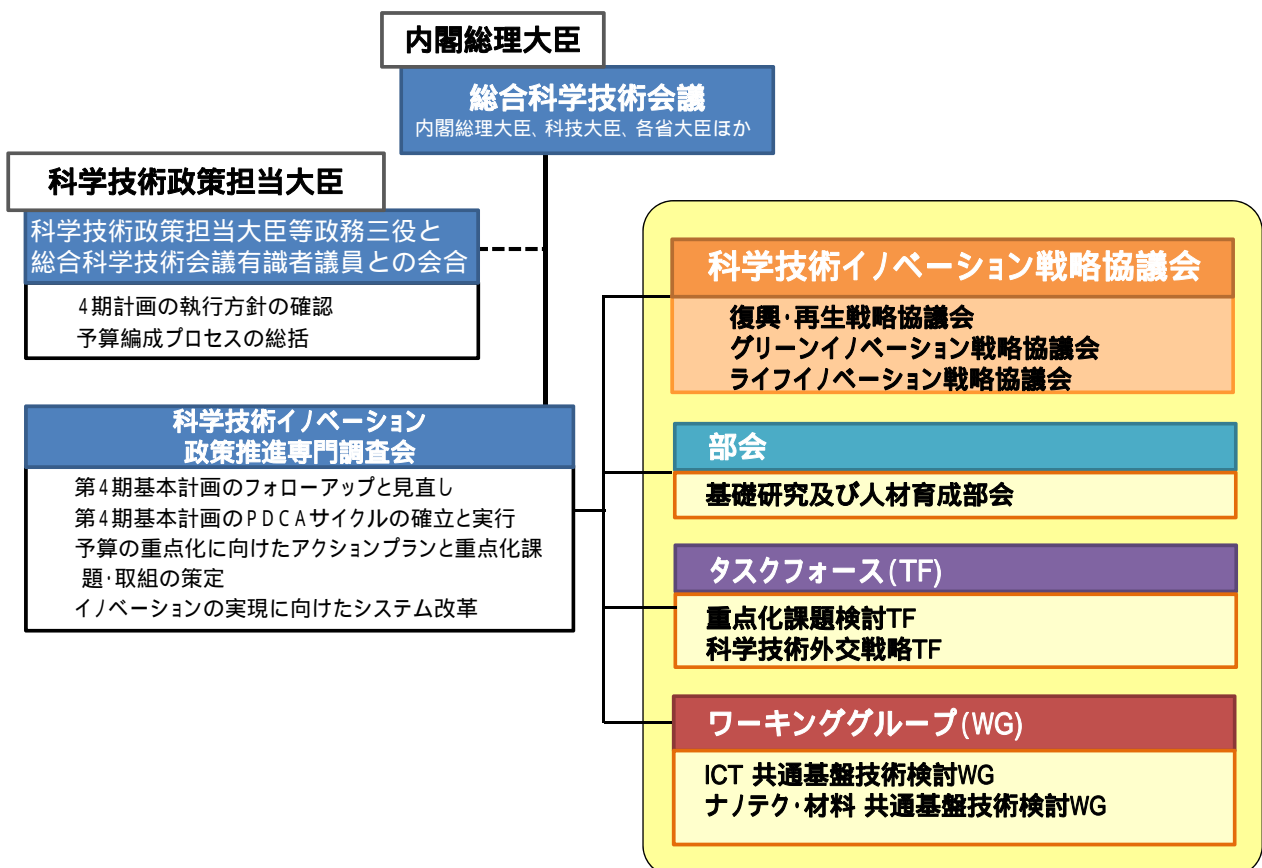 内閣総理大臣
総合科学技術会議
内閣総理大臣、科技大臣、各省大臣ほか
科学技術政策担当大臣
科学技術政策担当大臣等政務三役と
総合科学技術会議有識者議員との会合
4期計画の執行方針の確認
予算編成プロセスの総括
科学技術イノベーション
政策推進専門調査会
第4期基本計画のフォローアップと見直し
第4期基本計画のPDCAサイクルの確立と実行
予算の重点化に向けたアクションプランと重点化課
題・取組の策定
イノベーションの実現に向けたシステム改革
科学技術イノベーション戦略協議会
復興・再生戦略協議会
グリーンイノベーション戦略協議会
ライフイノベーション戦略協議会
部会
基礎研究及び人材育成部会
タスクフォース(TF)
重点化課題検討TF
科学技術外交戦略TF
ワーキンググループ(WG)
ICT 共通基盤技術検討WG
ナノテク・材料 共通基盤技術検討WG